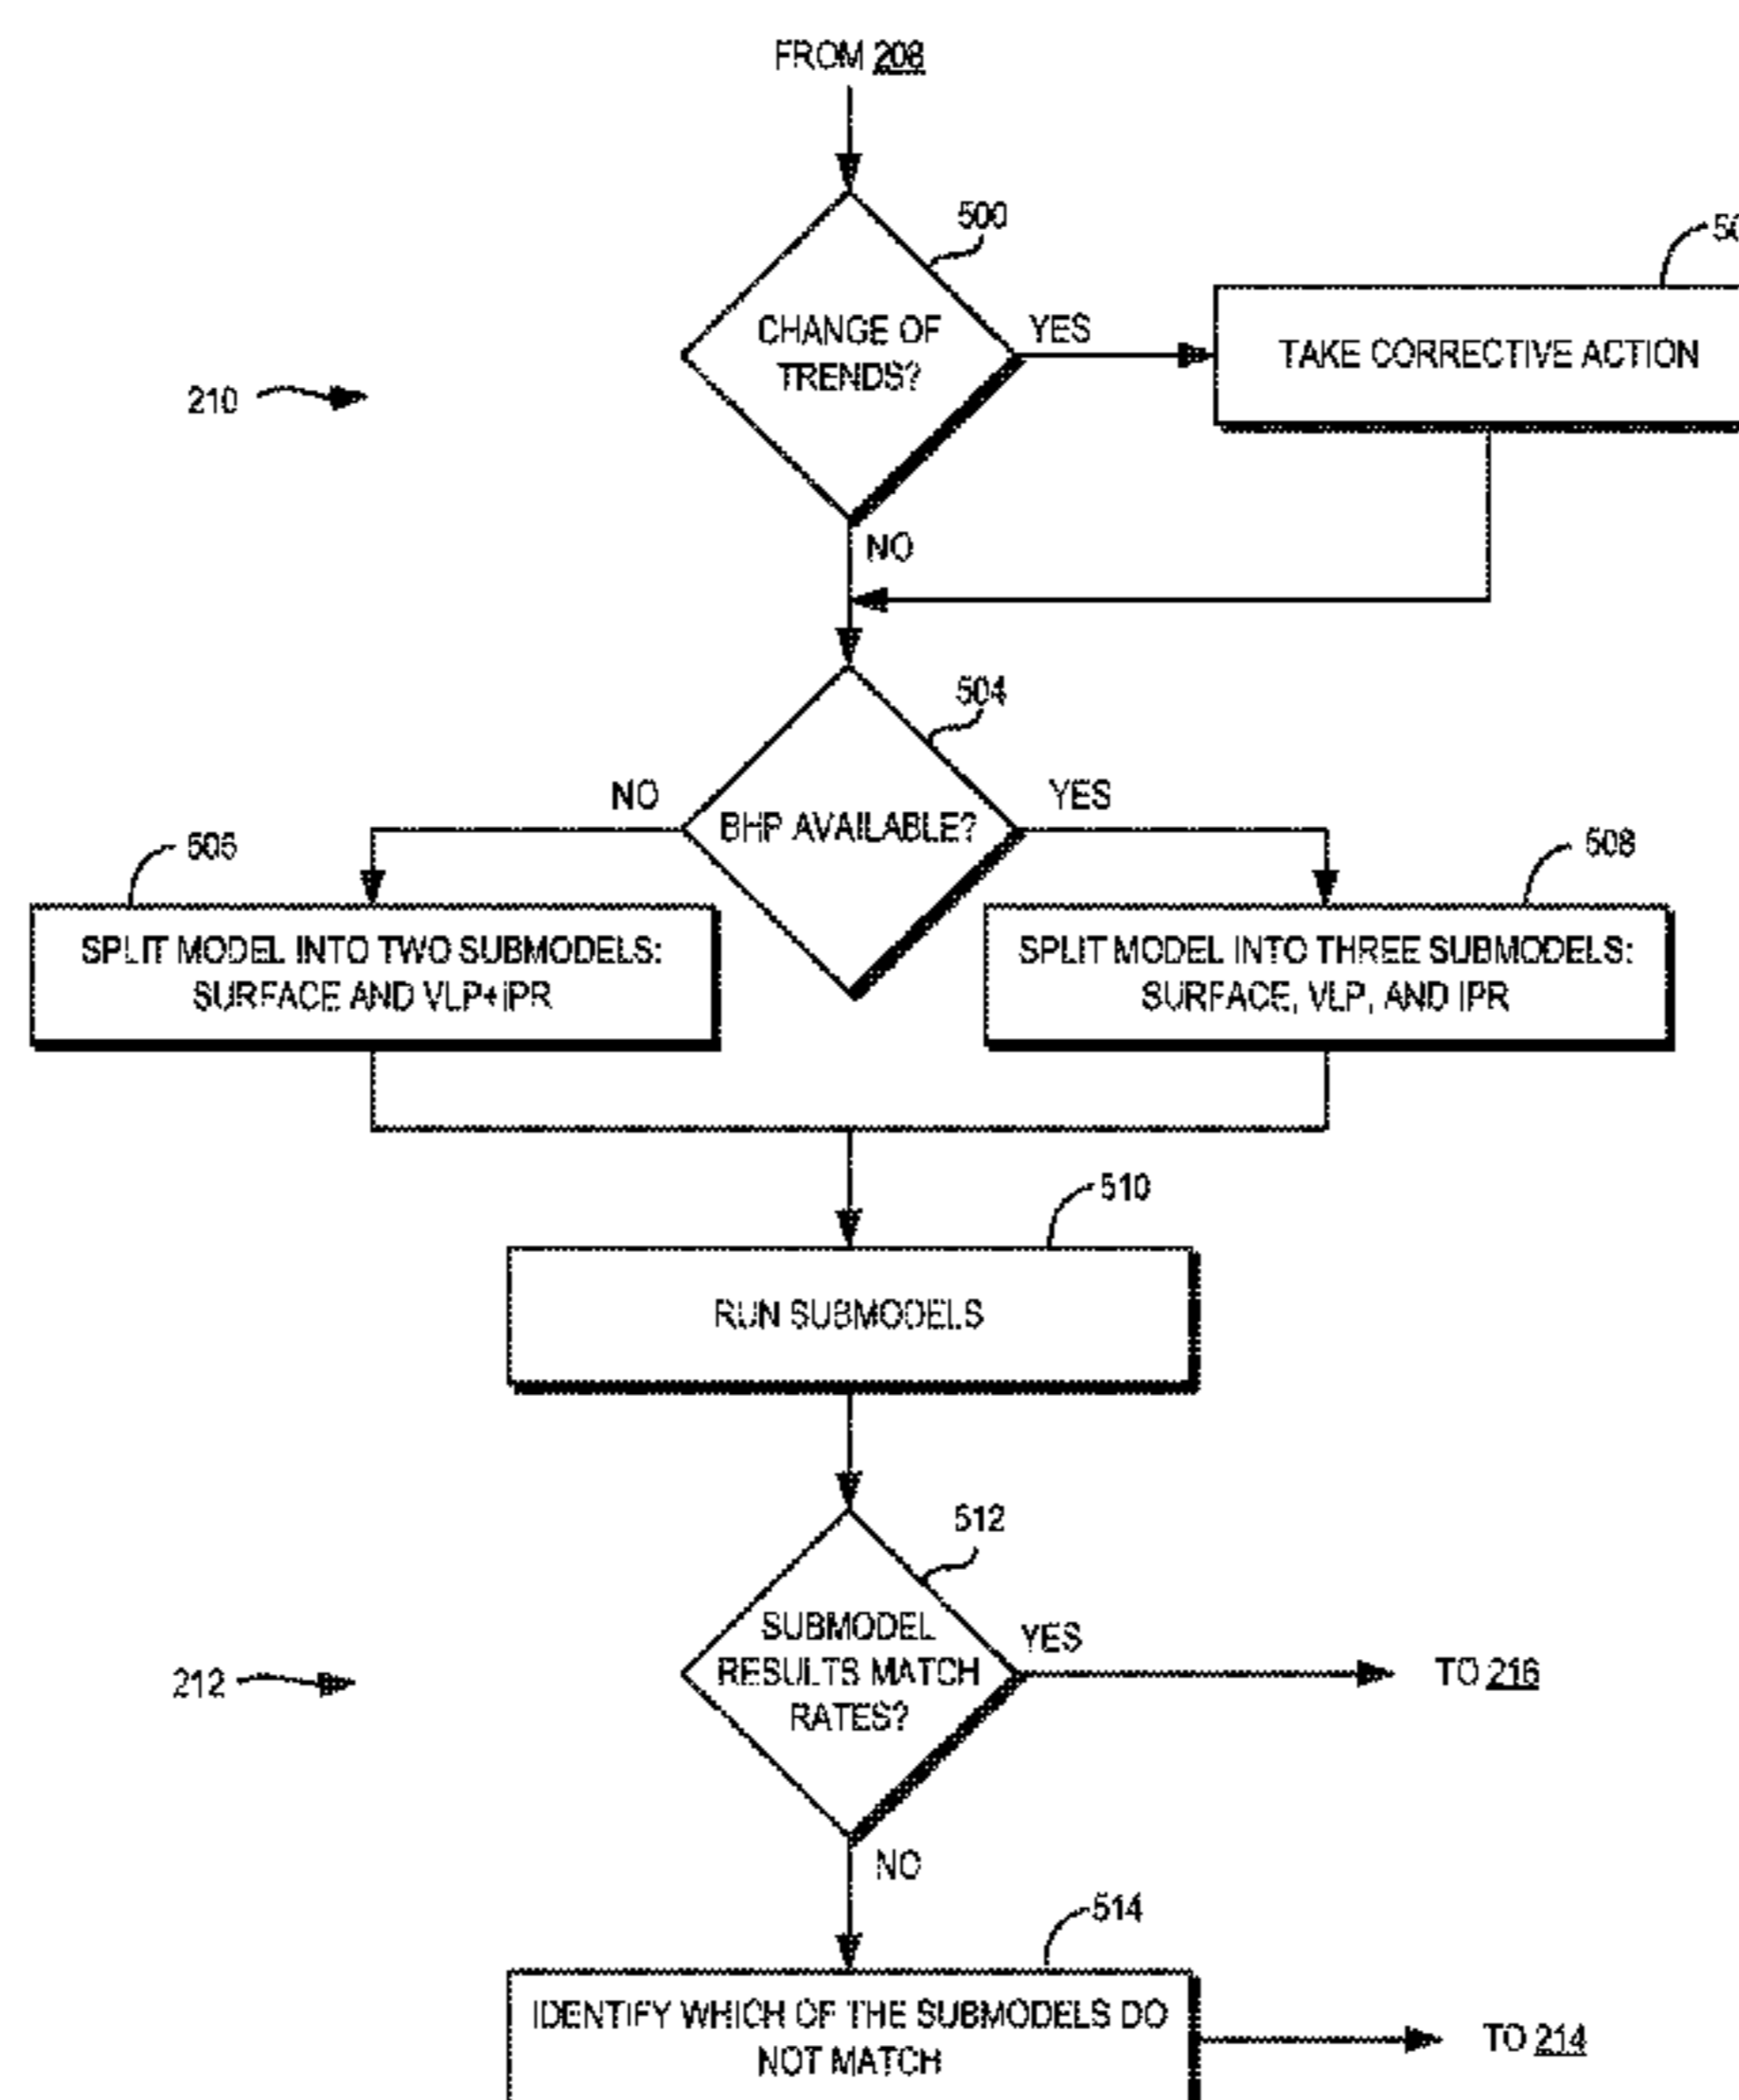 FROM 208
500
CHANGE OF
TRENDS?
YES
TAKE CORRECTIVE ACTION
210
NO
504
NO
BHP AVAILABLE?
YES
506
508
SPLIT MODEL INTO TWO SUBMODELS:
SURFACE AND VLP+IPR
SPLIT MODEL INTO THREE SUBMODELS:
SURFACE, VLP, AND IPR
510
RUN SUBMODELS
512
SUBMODEL
RESULTS MATCH
RATES?
YES
TO 216
212
NO
514
IDENTIFY WHICH OF THE SUBMODELS DO
NOT MATCH
TO 214